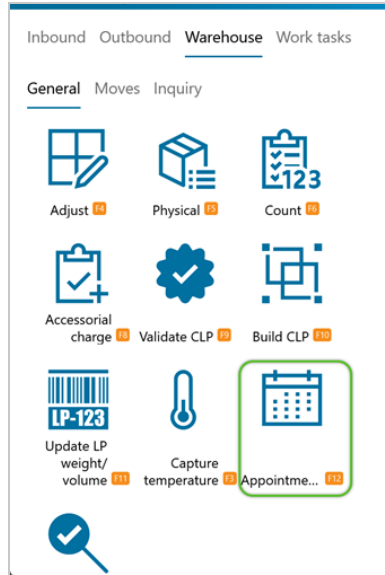 Inbound Outbound Warehouse Work tasks
General Moves Inquiry
123
Adjust F4 Physical F5 Count F6
Accessorial
charge F8 Validate CLP F9 Build CLP F10
LP-123
Update LP
weight/ Capture
volume F11 temperature F3 Appointme... F12